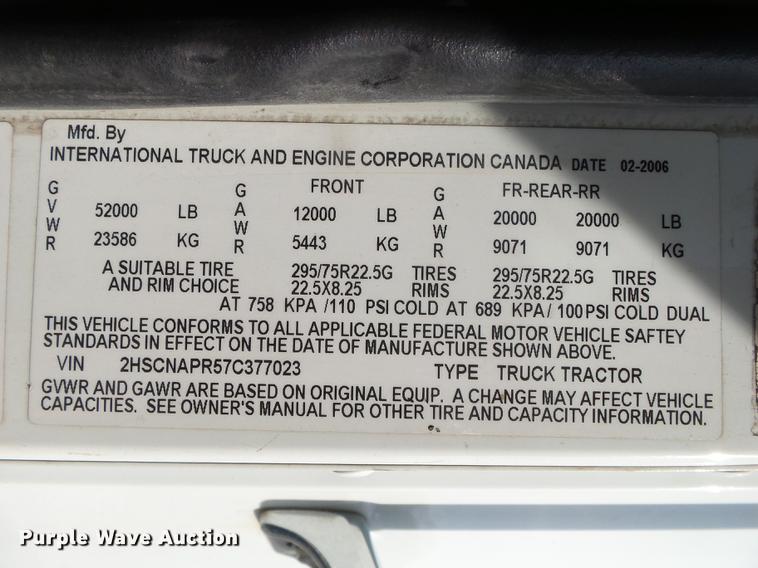 Mfd. By
INTERNATIONAL TRUCK AND ENGINE CORPORATION CANADA DATE 02-2006
GVWR GAWR FRONT GAWR FR-REAR-RR
52000 LB 12000 LB 20000 20000 LB
23586 KG 5443 KG 9071 9071 KG
A SUITABLE TIRE 295/75R22.5G TIRES 295/75R22.5G TIRES
AND RIM CHOICE 22.5X8.25 RIMS 22.5X8.25 RIMS
AT 758 KPA /110 PSI COLD AT 689 KPA/ 100PSI COLD DUAL
THIS VEHICLE CONFORMS TO ALL APPLICABLE FEDERAL MOTOR VEHICLE SAFTEY
STANDARDS IN EFFECT ON THE DATE OF MANUFACTURE SHOWN ABOVE.
VIN 2HSCNAPR57C377023 TYPE TRUCK TRACTOR
GVWR AND GAWR ARE BASED ON ORIGINAL EQUIP. A CHANGE MAY AFFECT VEHICLE
CAPACITIES. SEE OWNER'S MANUAL FOR OTHER TIRE AND CAPACITY INFORMATION.
Purple Wave Auction